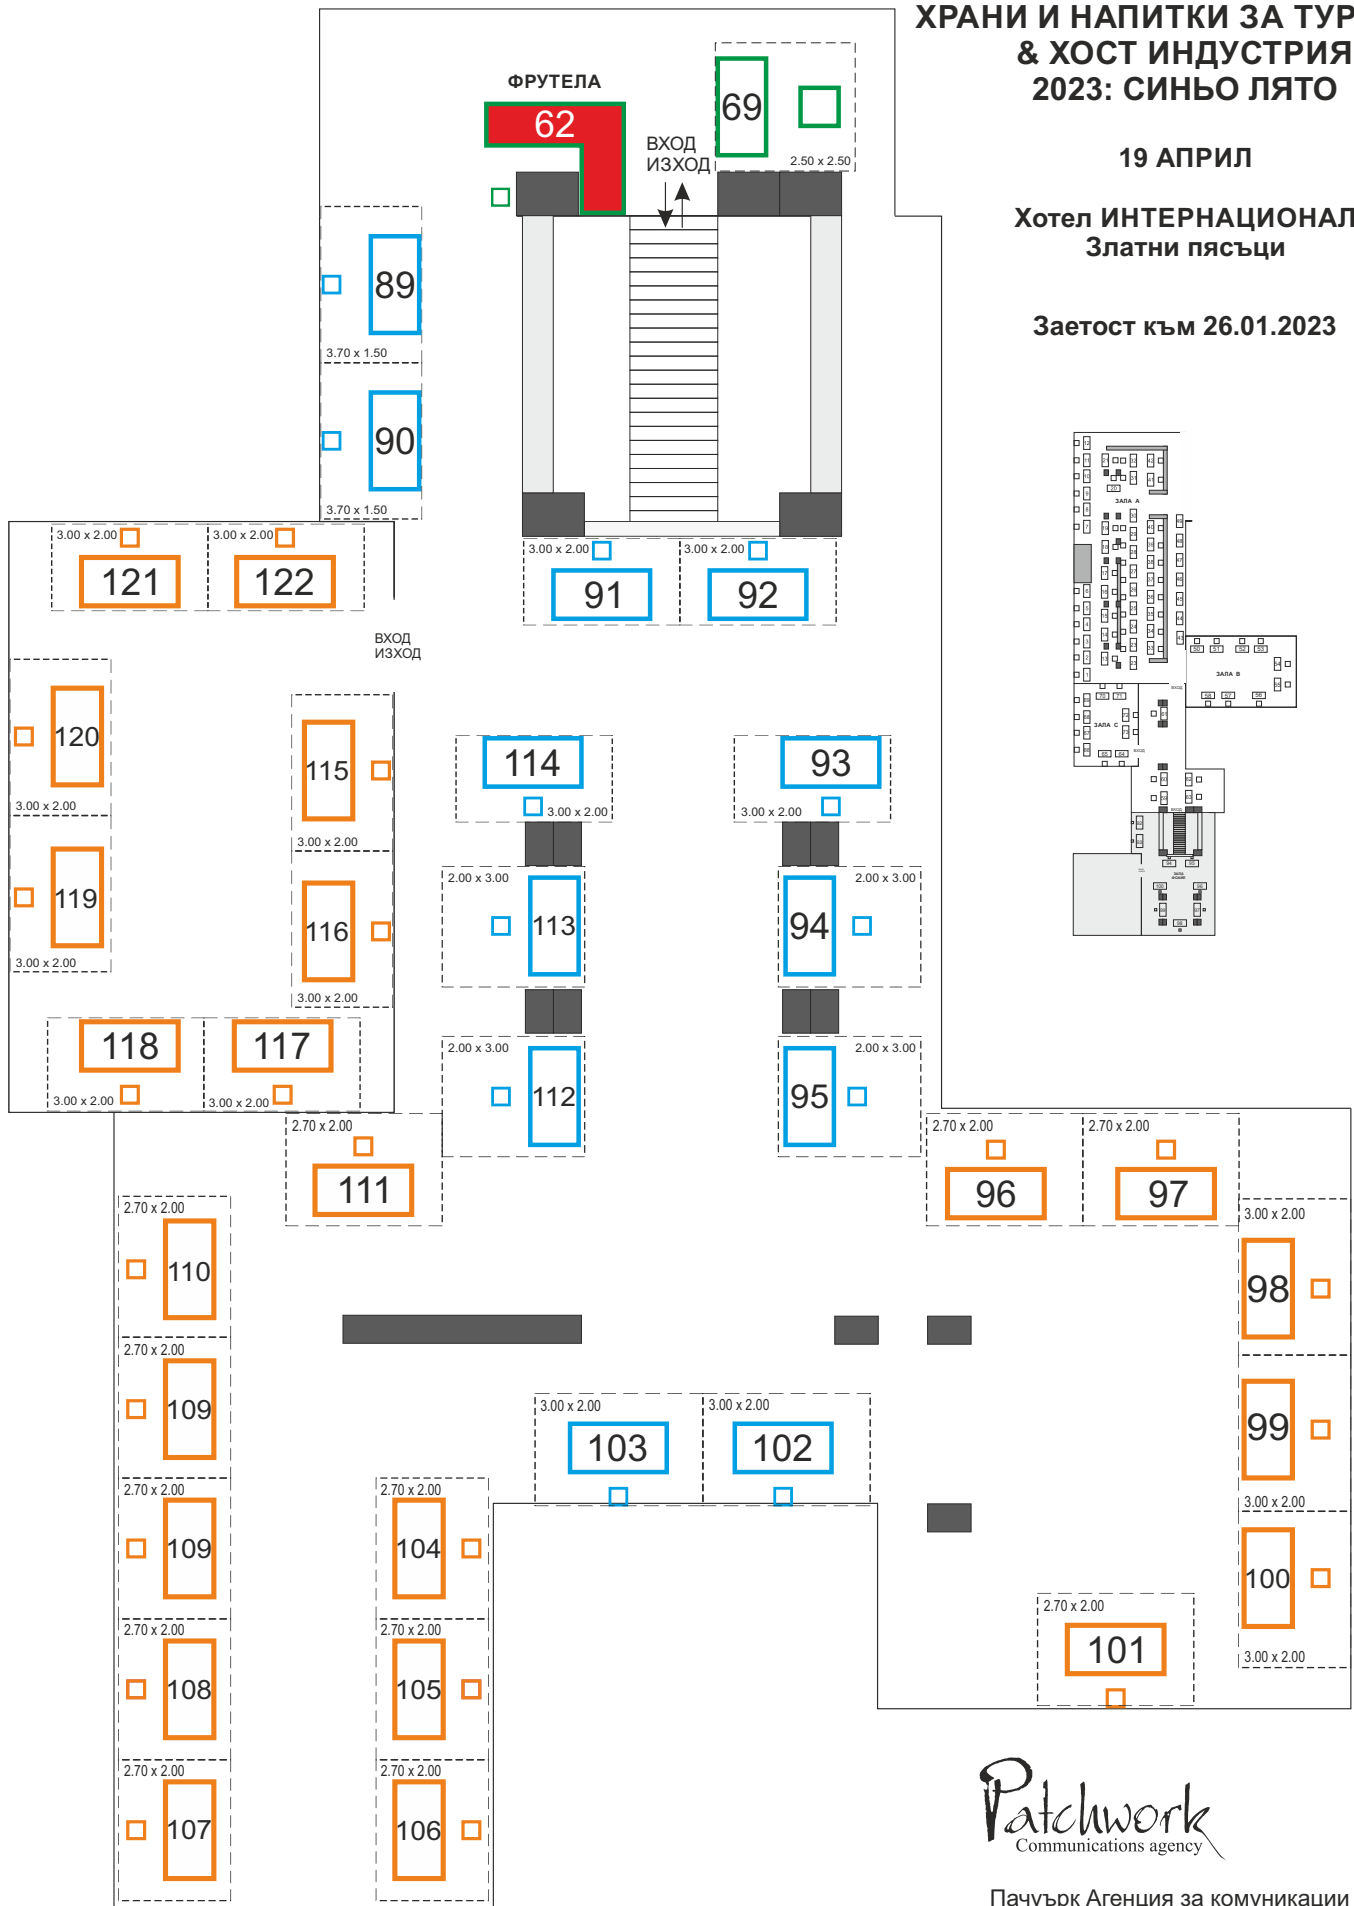 ХРАНИ И НАПИТКИ ЗА ТУР
& ХОСТ ИНДУСТРИЯ
2023: СИНЬО ЛЯТО
19 АПРИЛ
Хотел ИНТЕРНАЦИОНАЛ
Златни пясъци
Заетост към 26.01.2023
ФРУТЕЛА
62
69
2.50 x 2.50
ВХОД
ИЗХОД
89
3.70 x 1.50
90
3.70 x 1.50
3.00 x 2.00
121
3.00 x 2.00
122
3.00 x 2.00
91
3.00 x 2.00
92
ВХОД
ИЗХОД
120
3.00 x 2.00
115
3.00 x 2.00
114
3.00 x 2.00
93
3.00 x 2.00
119
3.00 x 2.00
116
3.00 x 2.00
2.00 x 3.00
113
2.00 x 3.00
94
118
3.00 x 2.00
117
3.00 x 2.00
2.00 x 3.00
112
2.00 x 3.00
95
2.70 x 2.00
111
2.70 x 2.00
96
2.70 x 2.00
97
2.70 x 2.00
110
3.00 x 2.00
98
2.70 x 2.00
109
99
3.00 x 2.00
3.00 x 2.00
103
3.00 x 2.00
102
2.70 x 2.00
109
2.70 x 2.00
104
100
3.00 x 2.00
2.70 x 2.00
108
2.70 x 2.00
105
2.70 x 2.00
101
2.70 x 2.00
107
2.70 x 2.00
106
ЗАЛА A
ЗАЛА B
ЗАЛА C
Patchwork
Communications agency
Пачуърк Агенция за комуникации